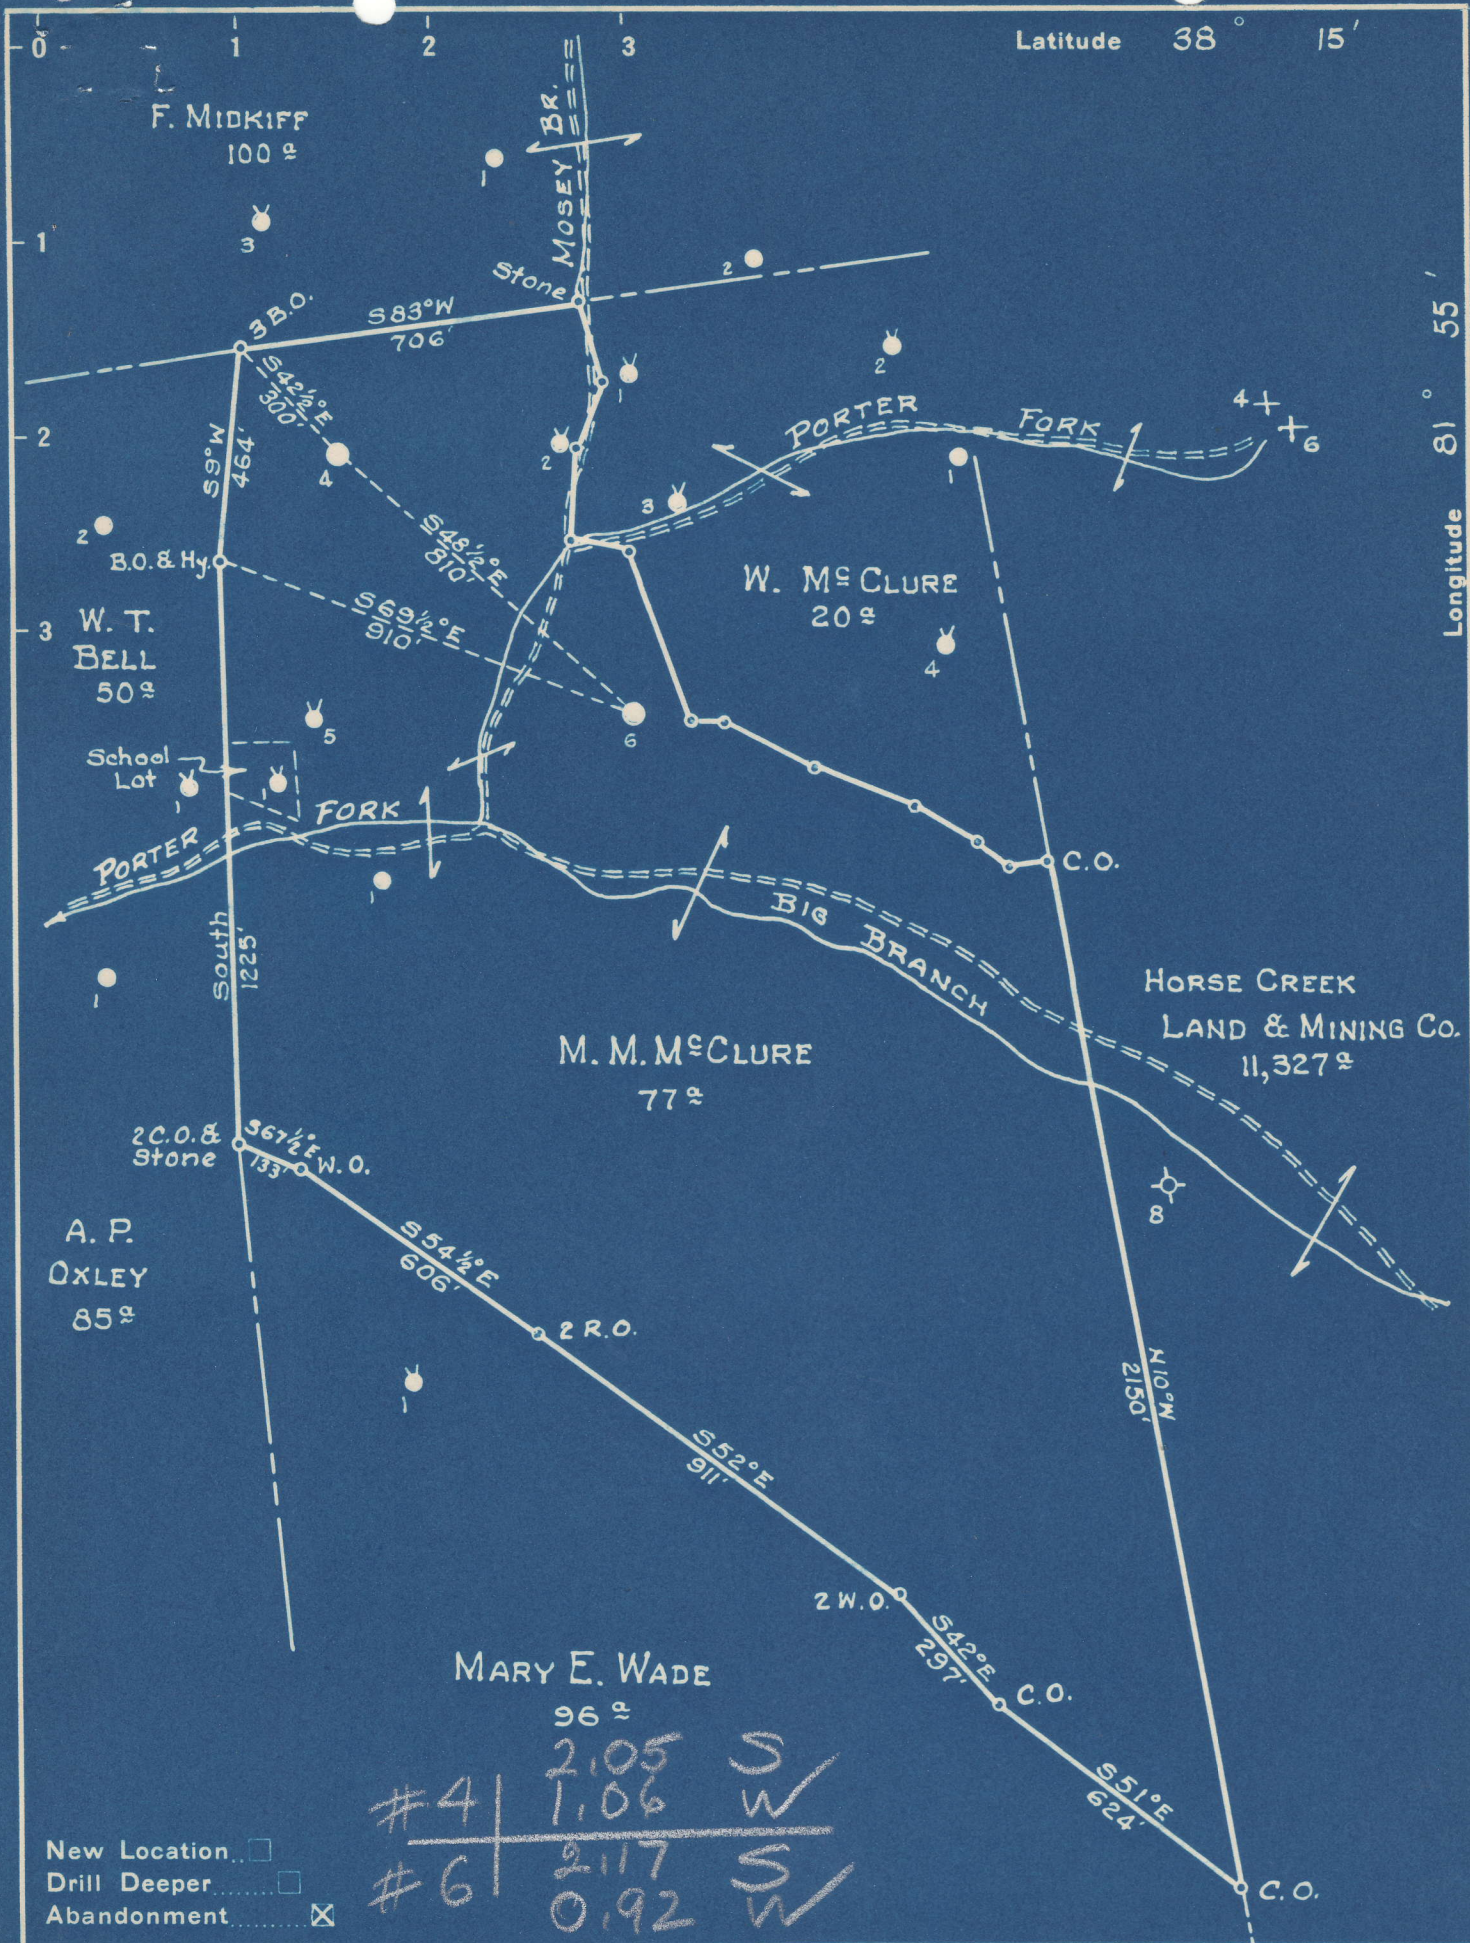 0 1 2 3
Latitude 38° 15'
F. MIDKIFF
100 a
1
MOSEY BR.
3
1
2
Stone
3 B.O.
S83°W
706'
55'
81°
Longitude
S42½°E
300'
1
2
4
6
PORTER FORK
2
2
4
1
S9°W
464'
3
2
S48½°E
810'
B.O. & Hy.
W. McCLURE
20 a
S69½°E
910'
3
W. T.
BELL
50 a
4
5
6
School
Lot
1
1
PORTER FORK
C.O.
1
BIG BRANCH
South
1225'
1
HORSE CREEK
LAND & MINING CO.
11,327 a
M. M. McCLURE
77 a
2 C.O. &
Stone
S67½°E
133'
W.O.
8
A. P.
OXLEY
85 a
S54½°E
606'
2 R.O.
N10°W
2150'
1
S52°E
911'
2 W.O.
S42°E
297'
MARY E. WADE
96 a
C.O.
2.05 S
#4 1.06 W
S51°E
624'
New Location
2.17 S
Drill Deeper
#6 0.92 W
C.O.
Abandonment